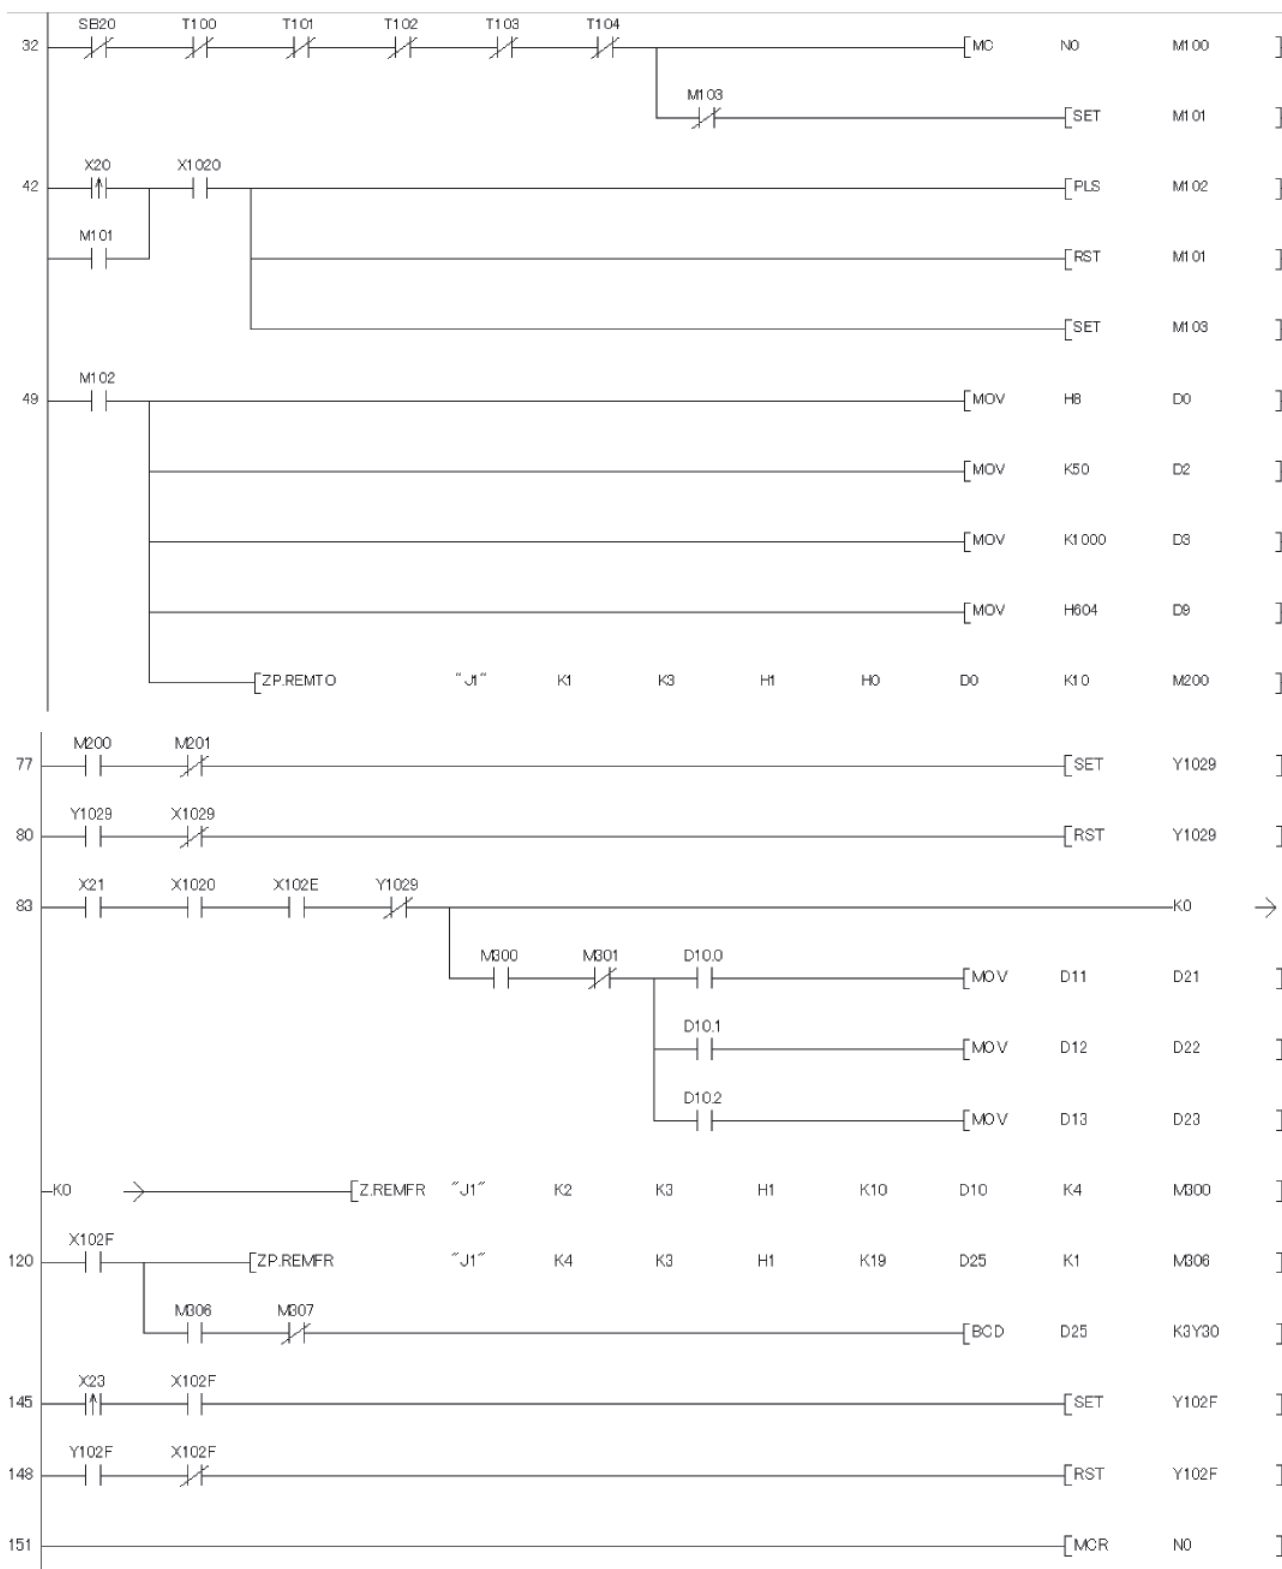 SB20 T100 T101 T102 T103 T104
32 [MC N0 M100 ]
M103
[SET M101 ]
X20 X1020
42 [PLS M102 ]
M101
[RST M101 ]
[SET M103 ]
M102
49 [MOV H8 D0 ]
[MOV K50 D2 ]
[MOV K1000 D3 ]
[MOV H604 D9 ]
[ZP.REMTO "J1" K1 K3 H1 H0 D0 K10 M200 ]
M200 M201
77 [SET Y1029 ]
Y1029 X1029
80 [RST Y1029 ]
X21 X1020 X102E Y1029
83 K0
M300 M301 D10.0
[MOV D11 D21 ]
D10.1
[MOV D12 D22 ]
D10.2
[MOV D13 D23 ]
K0 [Z.REMFR "J1" K2 K3 H1 K10 D10 K4 M300 ]
X102F
120 [ZP.REMFR "J1" K4 K3 H1 K19 D25 K1 M306 ]
M306 M307
[BCD D25 K3Y30 ]
X23 X102F
145 [SET Y102F ]
Y102F X102F
148 [RST Y102F ]
151 [MCR N0 ]